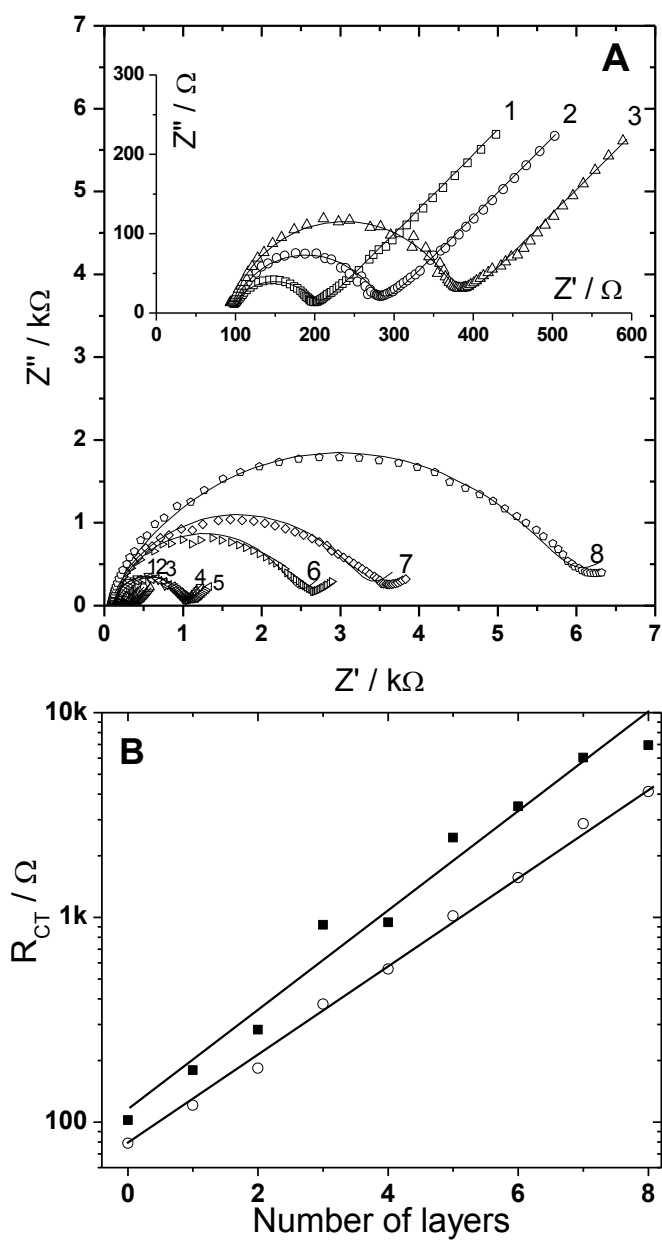 A
Z'' / kΩ
7
6
5
4
3
2
1
0
Z'' / Ω
300
200
100
0
1 2 3
Z' / Ω
100 200 300 400 500 600
8
7
6
1 2 3 4 5
0 1 2 3 4 5 6 7
Z' / kΩ
B
R_CT / Ω
10k
1k
100
0 2 4 6 8
Number of layers